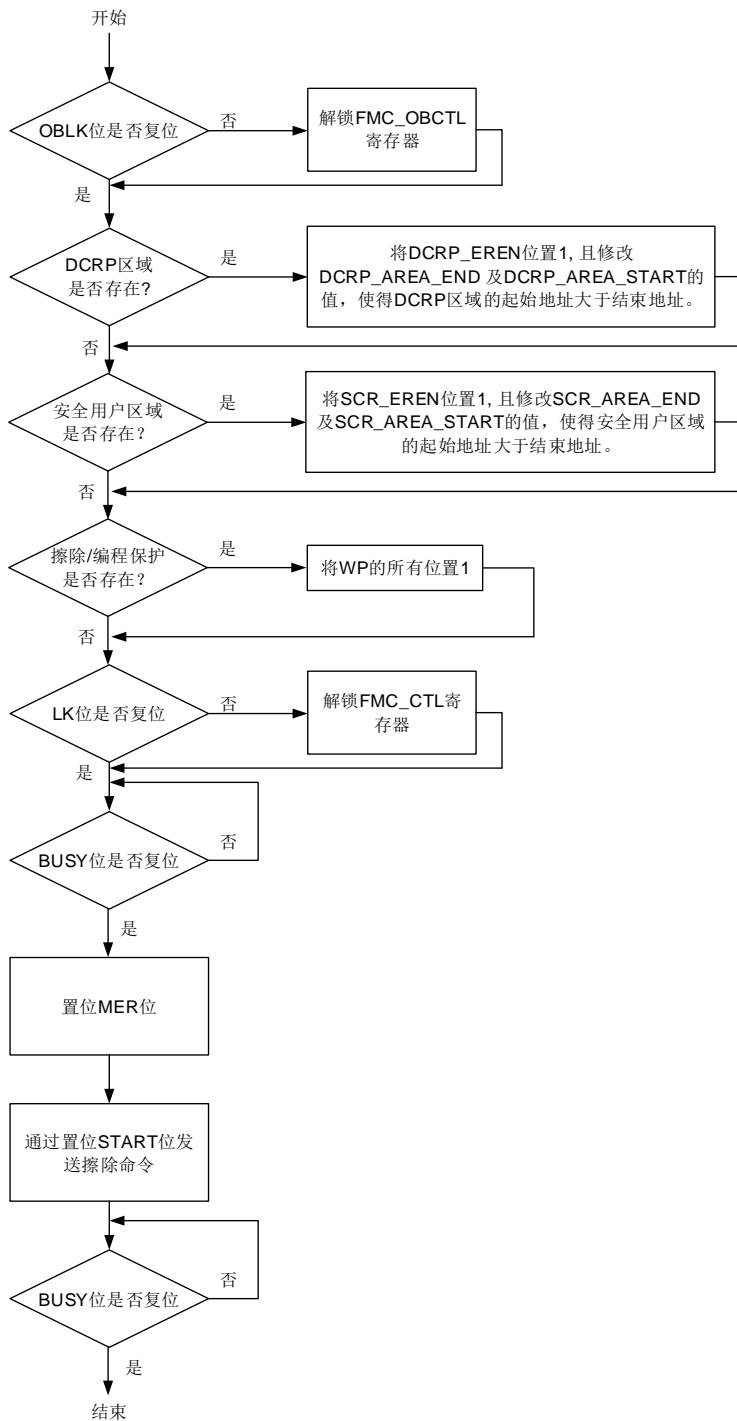 开始
OBLK位是否复位
否
解锁FMC_OBCTL
寄存器
是
DCRP区域
是否存在?
是
将DCRP_EREN位置1, 且修改
DCRP_AREA_END 及DCRP_AREA_START的
值，使得DCRP区域的起始地址大于结束地址。
否
安全用户区域
是否存在？
是
将SCR_EREN位置1, 且修改SCR_AREA_END
及SCR_AREA_START的值，使得安全用户区域
的起始地址大于结束地址。
否
擦除/编程保护
是否存在？
是
将WP的所有位置1
否
LK位是否复位
否
解锁FMC_CTL寄
存器
是
BUSY位是否复位
否
是
置位MER位
通过置位START位发
送擦除命令
BUSY位是否复位
否
是
结束